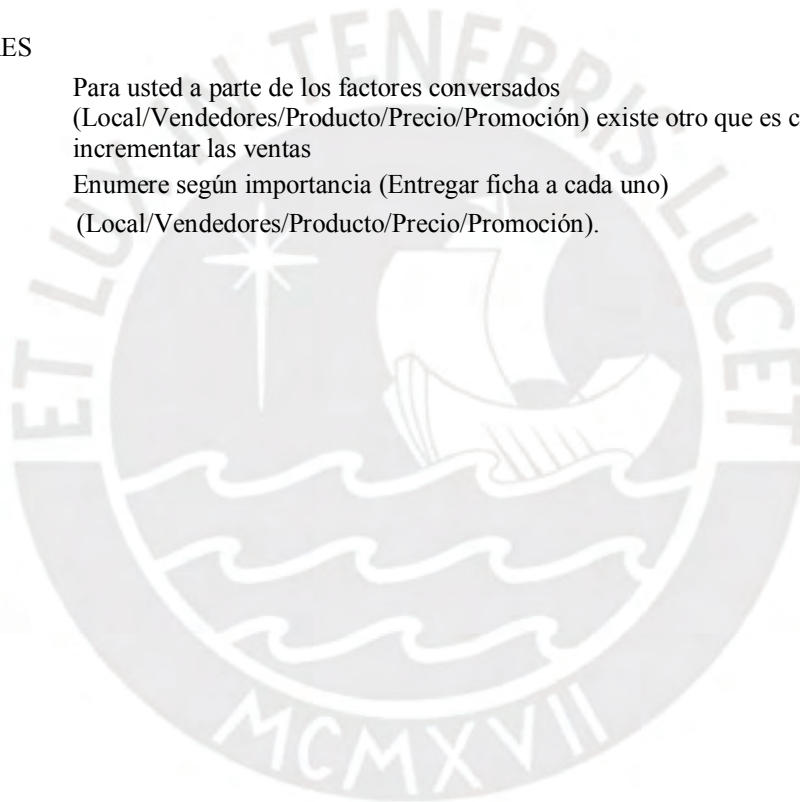 ES
Para usted a parte de los factores conversados
(Local/Vendedores/Producto/Precio/Promoción) existe otro que es
incrementar las ventas
Enumere según importancia (Entregar ficha a cada uno)
(Local/Vendedores/Producto/Precio/Promoción).
ET LUX IN TENEBRIS LUCET
MCMXVII